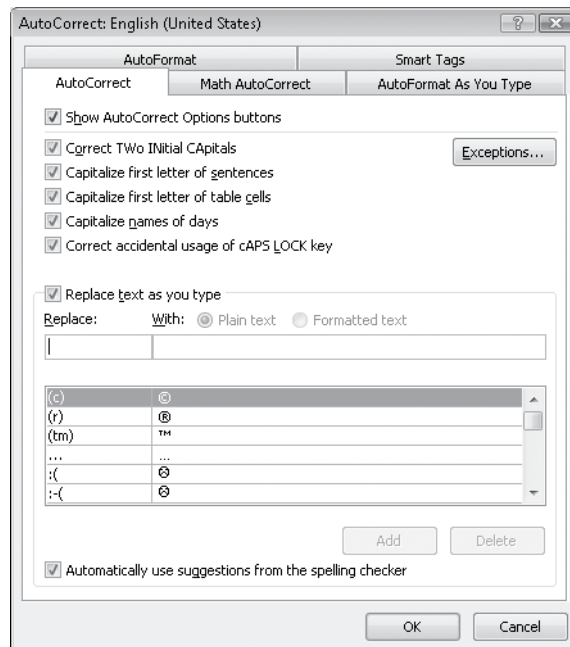 AutoCorrect: English (United States)
AutoFormat Smart Tags
AutoCorrect Math AutoCorrect AutoFormat As You Type
Show AutoCorrect Options buttons
Correct TWo INitial CApitals Exceptions...
Capitalize first letter of sentences
Capitalize first letter of table cells
Capitalize names of days
Correct accidental usage of cAPS LOCK key
Replace text as you type
Replace: With: Plain text Formatted text
(c) ©
(r) ®
(tm) ™
... ...
:( ☹
:-( ☹
Add Delete
Automatically use suggestions from the spelling checker
OK Cancel